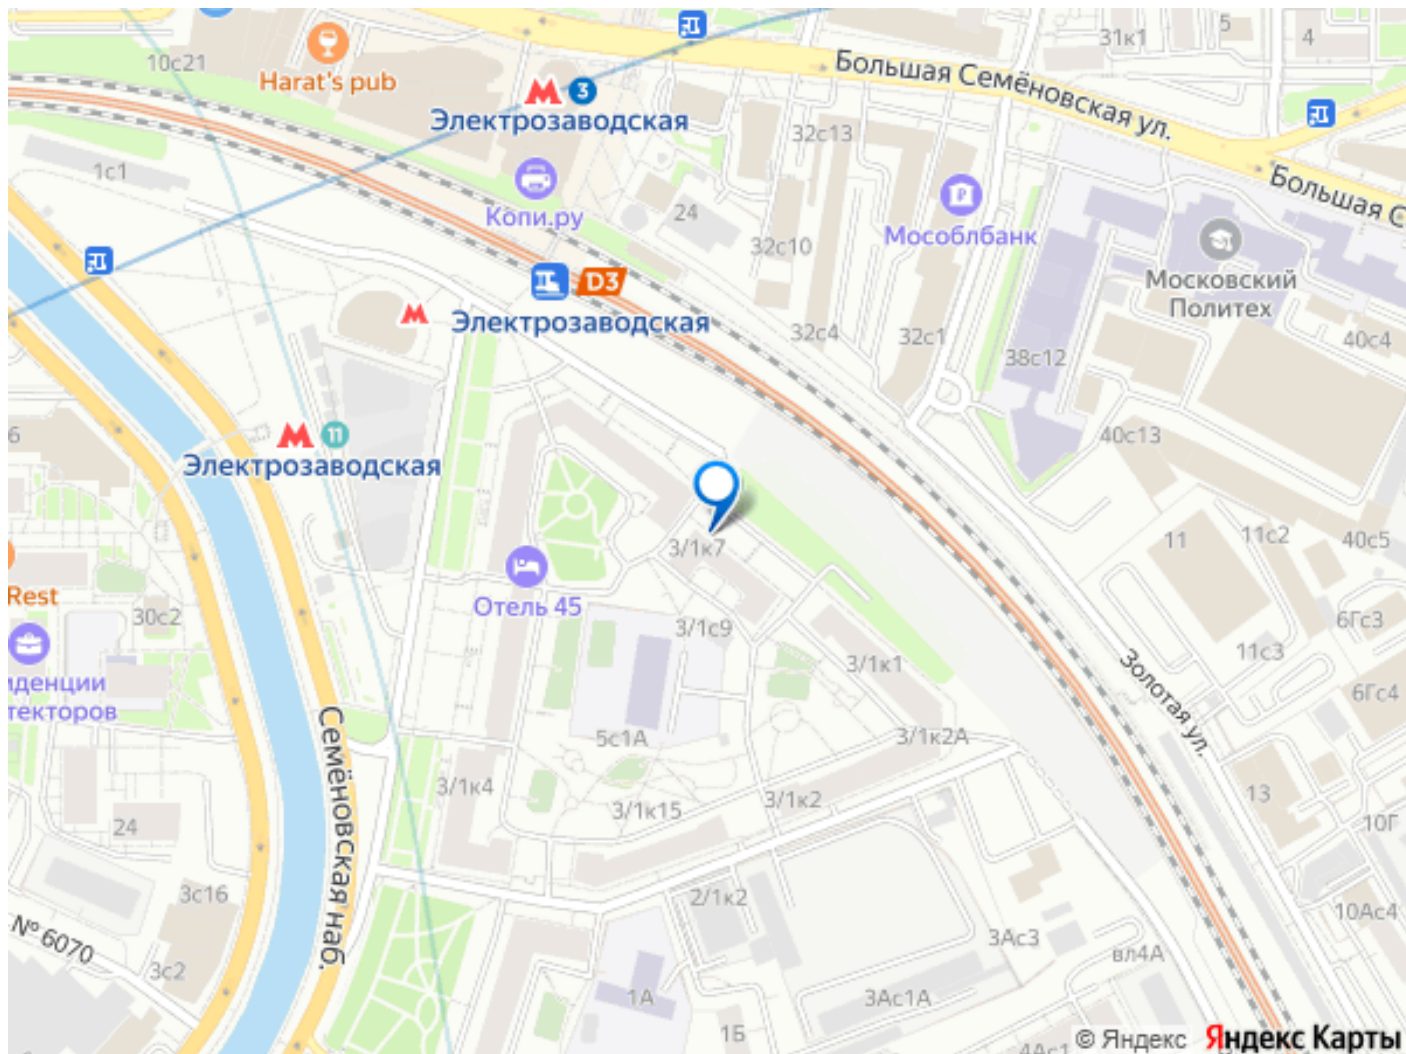 31к1
5
4
10с21
Harat's pub
3
Электрозаводская
Большая Семёновская ул.
32с13
1с1
Копи.ру
24
32с10
Мособлбанк
Большая С
Московский
Политех
D3
Электрозаводская
32с4
32с1
38с12
40с4
6
11
Электрозаводская
40с13
3/1к7
11
11с2
40с5
Rest
30с2
Отель 45
3/1с9
3/1к1
6Гс3
11с3
Золотая ул.
6Гс4
иденции
текторов
Семёновская наб.
5с1А
3/1к2А
3/1к4
3/1к15
3/1к2
13
24
10Г
3с16
2/1к2
10Ас4
№ 6070
3с2
3Ас3
вл4А
1А
3Ас1А
1Б
4Ас1
© Яндекс Яндекс Карты